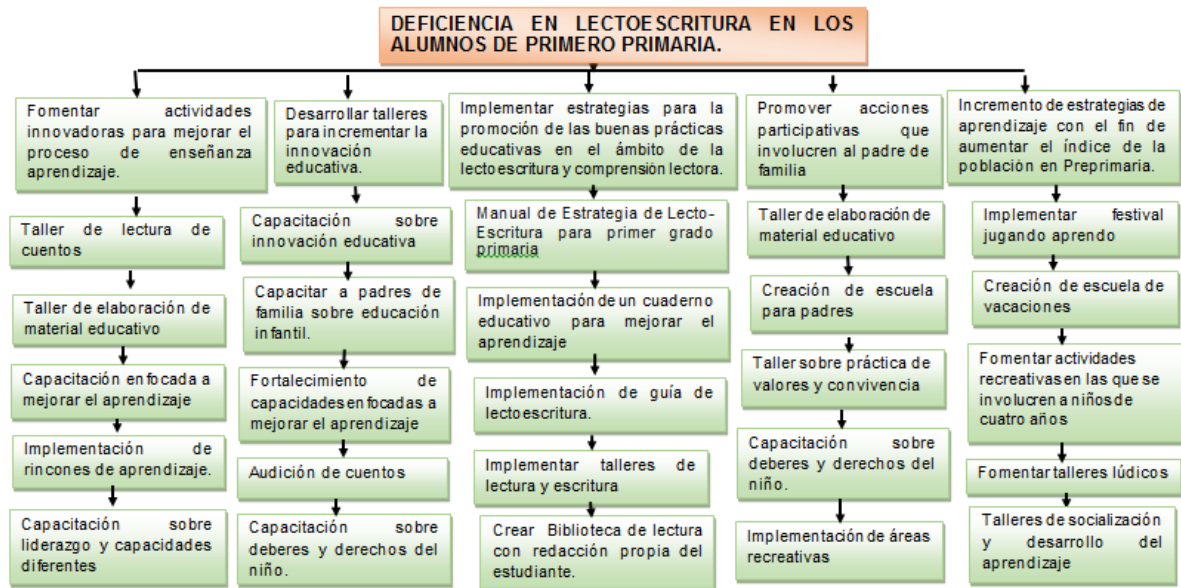 DEFICIENCIA EN LECTOESCRITURA EN LOS
ALUMNOS DE PRIMERO PRIMARIA.
Fomentar actividades
innovadoras para mejorar el
proceso de enseñanza
aprendizaje.
Taller de lectura de
cuentos
Taller de elaboración de
material educativo
Capacitación enfocada a
mejorar el aprendizaje
Implementación de
rincones de aprendizaje.
Capacitación sobre
liderazgo y capacidades
diferentes
Desarrollar talleres
para incrementar la
innovación
educativa.
Capacitación sobre
innovación educativa
Capacitar a padres de
familia sobre educación
infantil.
Fortalecimiento de
capacidades enfocadas a
mejorar el aprendizaje
Audición de cuentos
Capacitación sobre
deberes y derechos del
niño.
Implementar estrategias para la
promoción de las buenas prácticas
educativas en el ámbito de la
lectoescritura y comprensión lectora.
Manual de Estrategia de Lecto-
Escritura para primer grado
primaria
Implementación de un cuaderno
educativo para mejorar el
aprendizaje
Implementación de guía de
lectoescritura.
Implementar talleres de
lectura y escritura
Crear Biblioteca de lectura
con redacción propia del
estudiante.
Promover acciones
participativas que
involucren al padre de
familia
Taller de elaboración de
material educativo
Creación de escuela
para padres
Taller sobre práctica de
valores y convivencia
Capacitación sobre
deberes y derechos del
niño.
Implementación de áreas
recreativas
Incremento de estrategias de
aprendizaje con el fin de
aumentar el índice de la
población en Preprimaria.
Implementar festival
jugando aprendo
Creación de escuela de
vacaciones
Fomentar actividades
recreativas en las que se
involucren a niños de
cuatro años
Fomentar talleres lúdicos
Talleres de socialización
y desarrollo del
aprendizaje